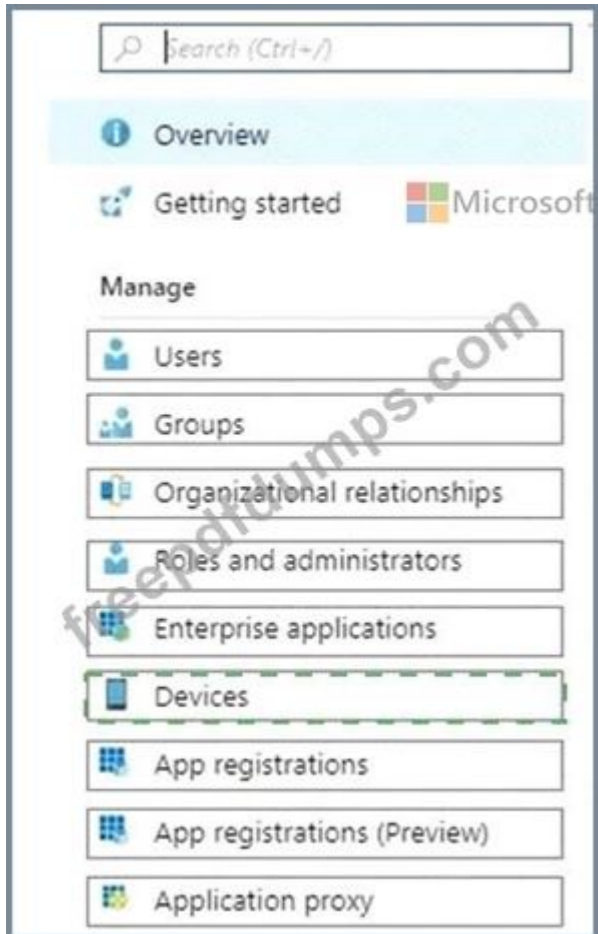 Search (Ctrl+/)
Overview
Getting started
Microsoft
Manage
Users
Groups
Organizational relationships
Roles and administrators
Enterprise applications
Devices
App registrations
App registrations (Preview)
Application proxy
freepdfdumps.com